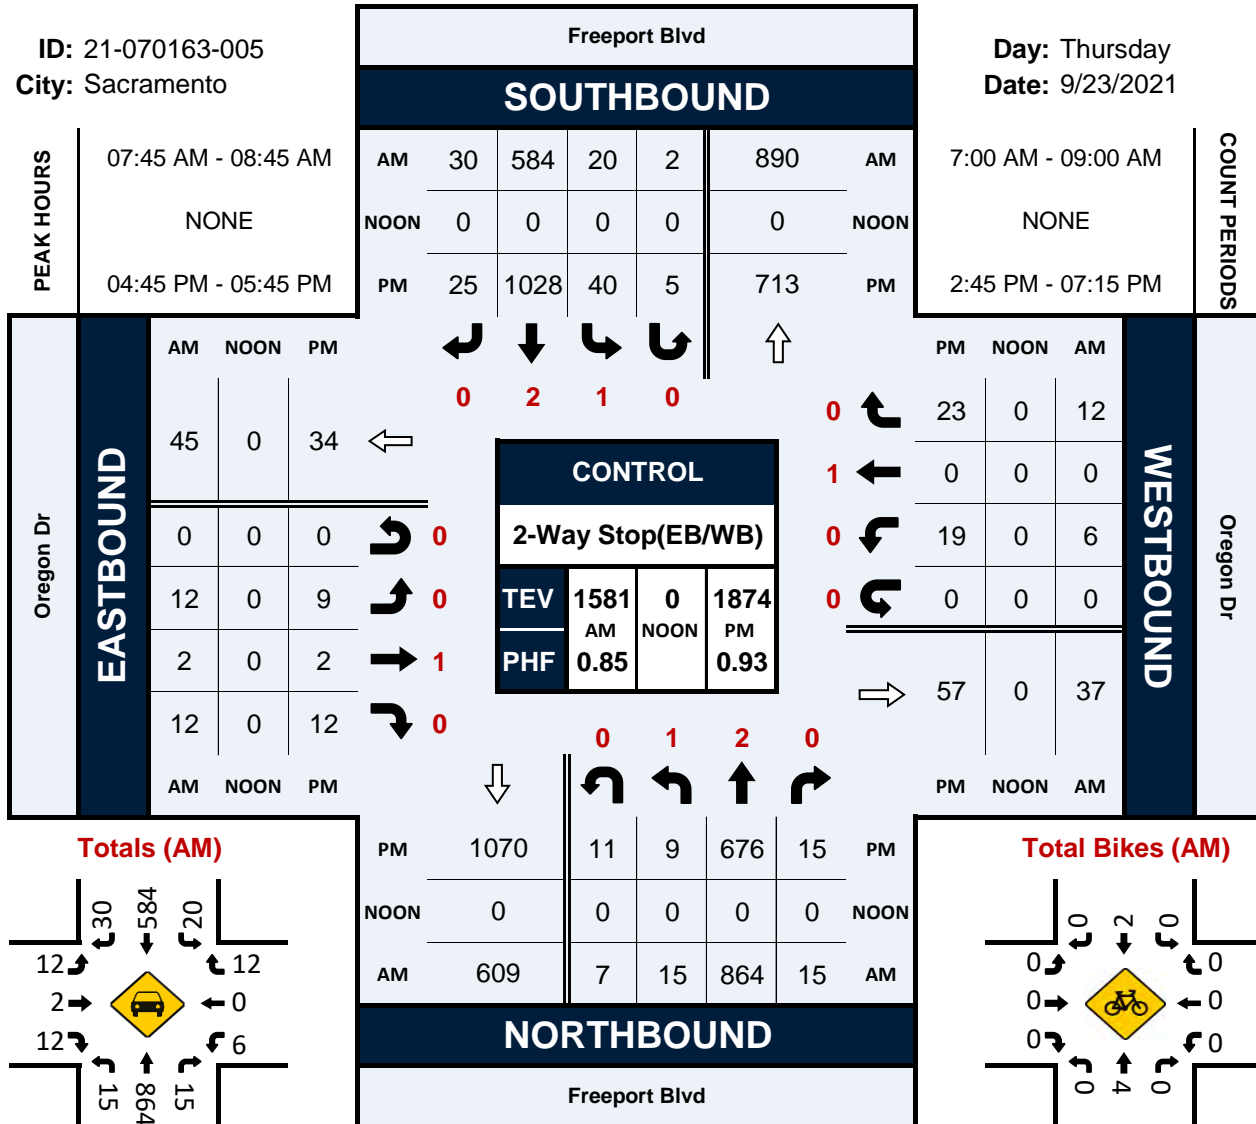 ID: 21-070163-005
City: Sacramento
Freeport Blvd
Day: Thursday
Date: 9/23/2021
SOUTHBOUND
PEAK HOURS
07:45 AM - 08:45 AM
NONE
04:45 PM - 05:45 PM
AM 30 584 20 2 890 AM
NOON 0 0 0 0 0 NOON
PM 25 1028 40 5 713 PM
7:00 AM - 09:00 AM
NONE
2:45 PM - 07:15 PM
COUNT PERIODS
0 2 1 0
Oregon Dr
EASTBOUND
AM NOON PM
45 0 34
0 0 0 0
12 0 9 0
2 0 2 1
12 0 12 0
AM NOON PM
CONTROL
2-Way Stop(EB/WB)
TEV 1581 0 1874
AM NOON PM
PHF 0.85 0.93
PM NOON AM
0 23 0 12
1 0 0 0
0 19 0 6
0 0 0 0
57 0 37
PM NOON AM
WESTBOUND
Oregon Dr
0 1 2 0
PM 1070 11 9 676 15 PM
NOON 0 0 0 0 0 NOON
AM 609 7 15 864 15 AM
NORTHBOUND
Freeport Blvd
Totals (AM)
30 584 20
12 12
2 0
12 6
15 864 15
Total Bikes (AM)
0 2 0
0 0
0 0
0 0
0 4 0